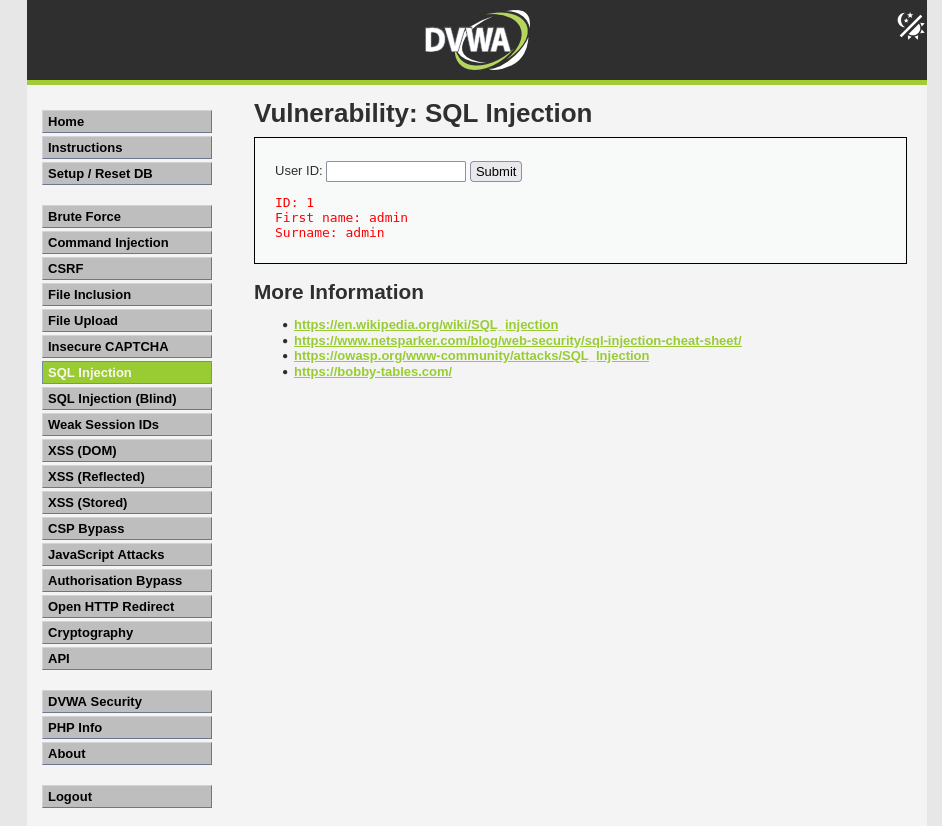 DVWA
Home
Instructions
Setup / Reset DB
Brute Force
Command Injection
CSRF
File Inclusion
File Upload
Insecure CAPTCHA
SQL Injection
SQL Injection (Blind)
Weak Session IDs
XSS (DOM)
XSS (Reflected)
XSS (Stored)
CSP Bypass
JavaScript Attacks
Authorisation Bypass
Open HTTP Redirect
Cryptography
API
DVWA Security
PHP Info
About
Logout
Vulnerability: SQL Injection
User ID: Submit
ID: 1
First name: admin
Surname: admin
More Information
https://en.wikipedia.org/wiki/SQL_injection
https://www.netsparker.com/blog/web-security/sql-injection-cheat-sheet/
https://owasp.org/www-community/attacks/SQL_Injection
https://bobby-tables.com/